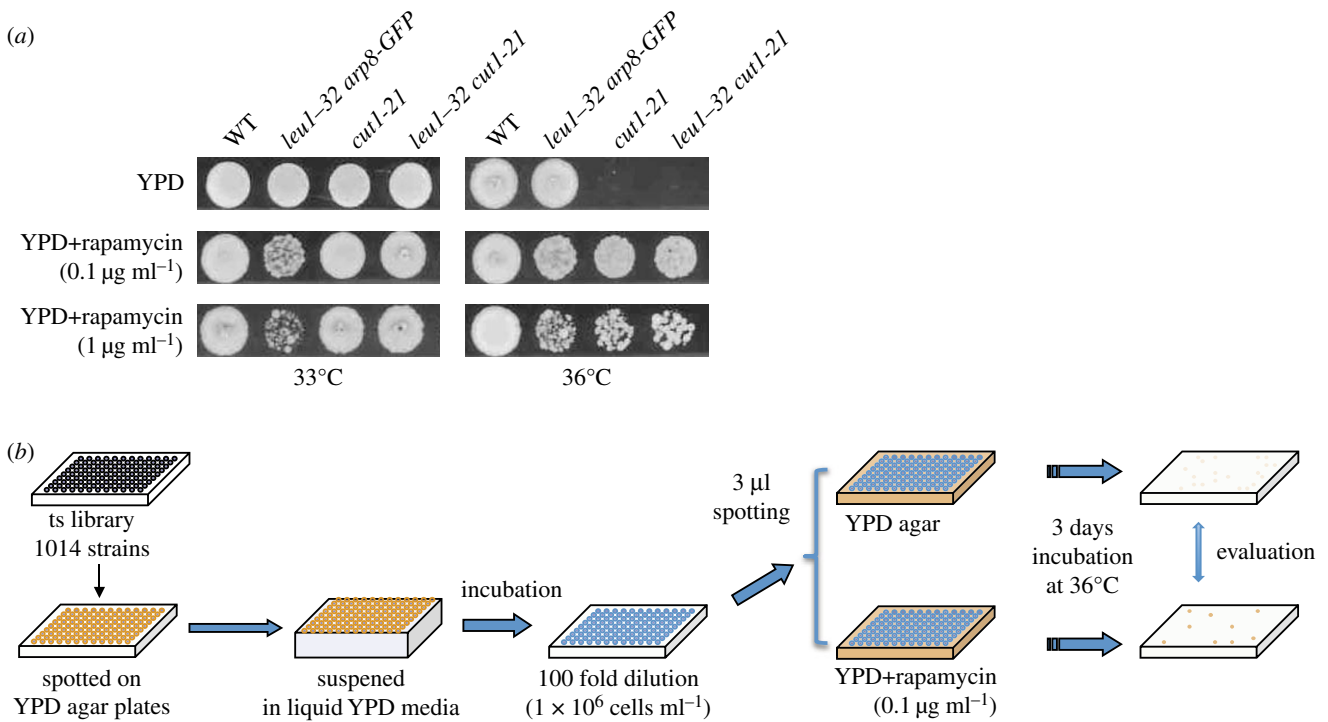 (a)
WT
leu1–32 arp8-GFP
cut1-21
leu1–32 cut1-21
WT
leu1–32 arp8-GFP
cut1-21
leu1–32 cut1-21
YPD
YPD+rapamycin
(0.1 µg ml⁻¹)
YPD+rapamycin
(1 µg ml⁻¹)
33°C
36°C
(b)
ts library
1014 strains
spotted on
YPD agar plates
suspened
in liquid YPD media
incubation
100 fold dilution
(1 × 10⁶ cells ml⁻¹)
3 µl
spotting
YPD agar
YPD+rapamycin
(0.1 µg ml⁻¹)
3 days
incubation
at 36°C
evaluation